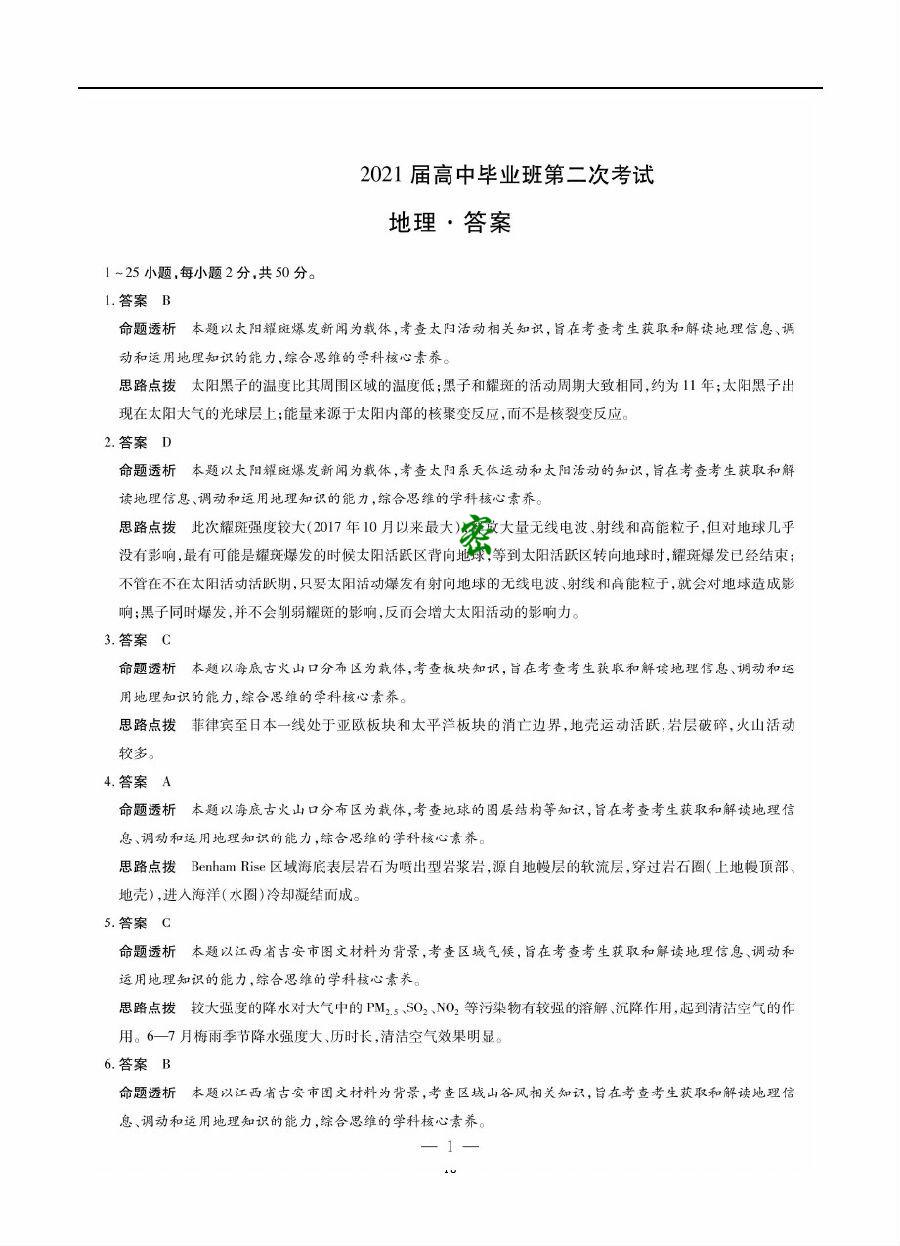 2021 届高中毕业班第二次考试
地理·答案
1~25 小题,每小题 2 分,共 50 分。
1. 答案 B
命题透析 本题以太阳耀斑爆发新闻为载体,考查太阳活动相关知识,旨在考查考生获取和解读地理信息、调
动和运用地理知识的能力,综合思维的学科核心素养。
思路点拨 太阳黑子的温度比其周围区域的温度低;黑子和耀斑的活动周期大致相同,约为 11 年;太阳黑子出
现在太阳大气的光球层上;能量来源于太阳内部的核聚变反应,而不是核裂变反应。
2. 答案 D
命题透析 本题以太阳耀斑爆发新闻为载体,考查太阳系天体运动和太阳活动的知识,旨在考查考生获取和解
读地理信息、调动和运用地理知识的能力,综合思维的学科核心素养。
思路点拨 此次耀斑强度较大(2017 年 10 月以来最大) 密 放大量无线电波、射线和高能粒子,但对地球几乎
没有影响,最有可能是耀斑爆发的时候太阳活跃区背向地球,等到太阳活跃区转向地球时,耀斑爆发已经结束;
不管在不在太阳活动活跃期,只要太阳活动爆发有射向地球的无线电波、射线和高能粒子,就会对地球造成影
响;黑子同时爆发,并不会削弱耀斑的影响,反而会增大太阳活动的影响力。
3. 答案 C
命题透析 本题以海底古火山口分布区为载体,考查板块知识,旨在考查考生获取和解读地理信息、调动和运
用地理知识的能力,综合思维的学科核心素养。
思路点拨 菲律宾至日本一线处于亚欧板块和太平洋板块的消亡边界,地壳运动活跃,岩层破碎,火山活动
较多。
4. 答案 A
命题透析 本题以海底古火山口分布区为载体,考查地球的圈层结构等知识,旨在考查考生获取和解读地理信
息、调动和运用地理知识的能力,综合思维的学科核心素养。
思路点拨 Benham Rise 区域海底表层岩石为喷出型岩浆岩,源自地幔层的软流层,穿过岩石圈(上地幔顶部、
地壳),进入海洋(水圈)冷却凝结而成。
5. 答案 C
命题透析 本题以江西省吉安市图文材料为背景,考查区域气候,旨在考查考生获取和解读地理信息、调动和
运用地理知识的能力,综合思维的学科核心素养。
思路点拨 较大强度的降水对大气中的 PM₂.₅、SO₂、NO₂ 等污染物有较强的溶解、沉降作用,起到清洁空气的作
用。6—7 月梅雨季节降水强度大、历时长,清洁空气效果明显。
6. 答案 B
命题透析 本题以江西省吉安市图文材料为背景,考查区域山谷风相关知识,旨在考查考生获取和解读地理信
息、调动和运用地理知识的能力,综合思维的学科核心素养。
— 1 —